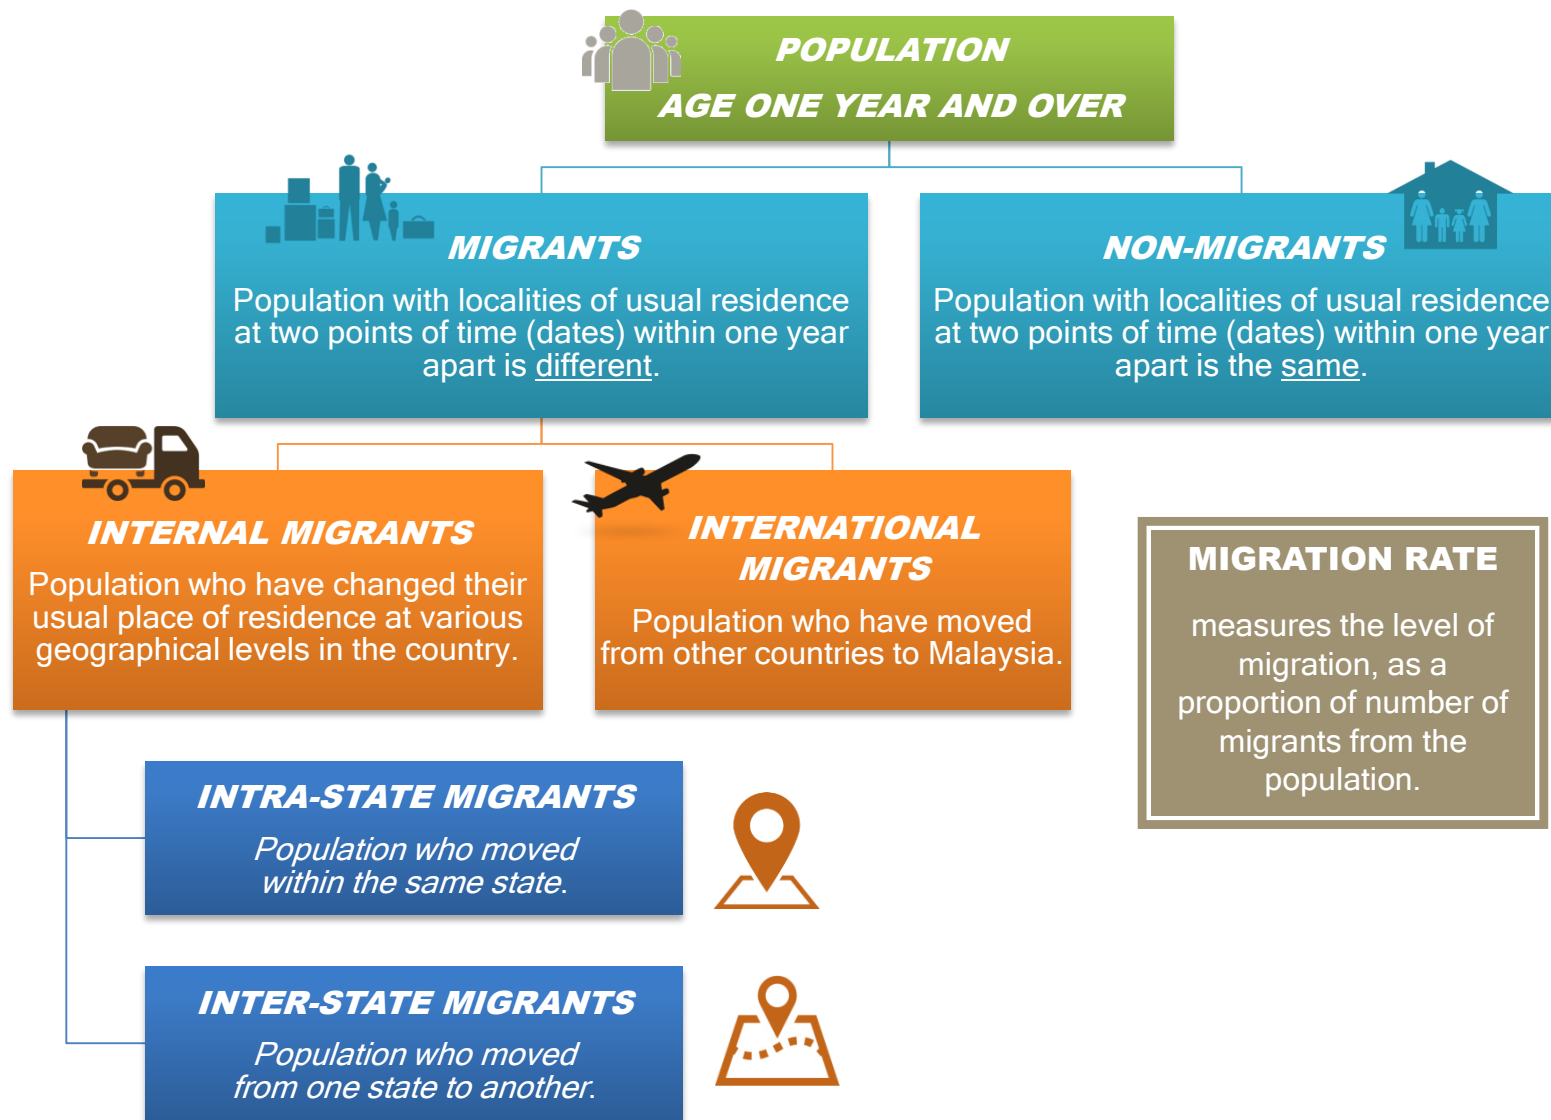 POPULATION
AGE ONE YEAR AND OVER
MIGRANTS
Population with localities of usual residence
at two points of time (dates) within one year
apart is different.
NON-MIGRANTS
Population with localities of usual residence
at two points of time (dates) within one year
apart is the same.
INTERNAL MIGRANTS
Population who have changed their
usual place of residence at various
geographical levels in the country.
INTERNATIONAL
MIGRANTS
Population who have moved
from other countries to Malaysia.
MIGRATION RATE
measures the level of
migration, as a
proportion of number of
migrants from the
population.
INTRA-STATE MIGRANTS
Population who moved
within the same state.
INTER-STATE MIGRANTS
Population who moved
from one state to another.